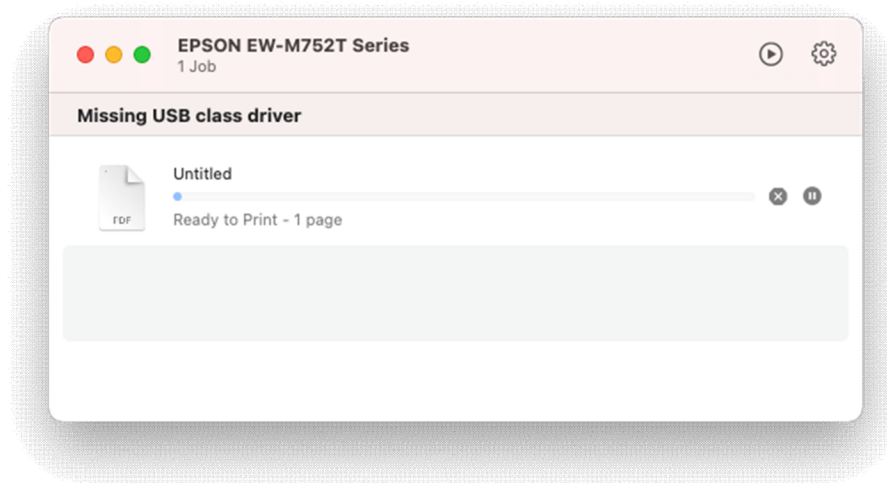 EPSON EW-M752T Series
1 Job
Missing USB class driver
Untitled
PDF
Ready to Print - 1 page